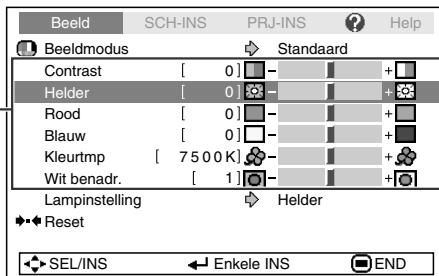 Beeld SCH-INS PRJ-INS ? Help
Beeldmodus Standaard
Contrast [ 0] - +
Helder [ 0] - +
Rood [ 0] - +
Blauw [ 0] - +
Kleurtmp [ 7500K] - +
Wit benadr. [ 1] - +
Lampinstelling Helder
Reset
SEL/INS Enkele INS END